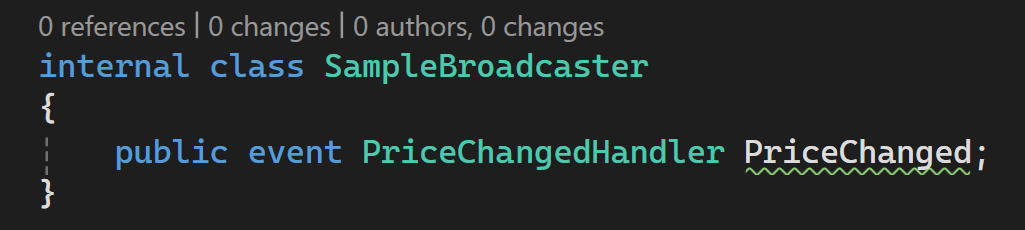 0 references | 0 changes | 0 authors, 0 changes
internal class SampleBroadcaster
{
    public event PriceChangedHandler PriceChanged;
}